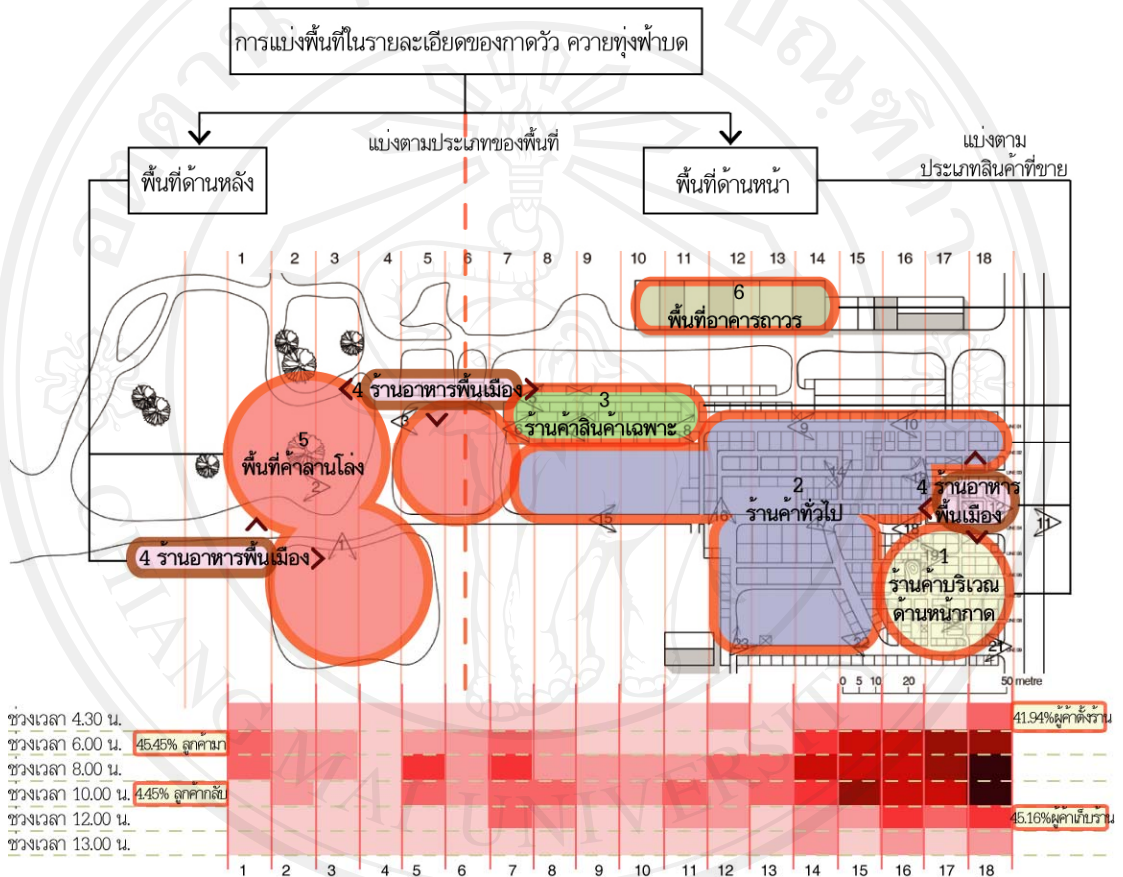 การแบ่งพื้นที่ในรายละเอียดของกาดวัว ควายทุ่งฟ้าบด
แบ่งตามประเภทของพื้นที่
แบ่งตาม
ประเภทสินค้าที่ขาย
พื้นที่ด้านหลัง
พื้นที่ด้านหน้า
1 2 3 4 5 6 7 8 9 10 11 12 13 14 15 16 17 18
6
พื้นที่อาคารถาวร
4 ร้านอาหารพื้นเมือง
3
ร้านค้าสินค้าเฉพาะ
5
พื้นที่ค้าลานโล่ง
2
ร้านค้าทั่วไป
4 ร้านอาหาร
พื้นเมือง
4 ร้านอาหารพื้นเมือง
1
ร้านค้าบริเวณ
ด้านหน้ากาด
3
8
9
10
2
1
11
12
18
19
21
22
23
0 5 10 20 50 metre
ช่วงเวลา 4.30 น.
41.94%ผู้ค้าตั้งร้าน
ช่วงเวลา 6.00 น.
45.45% ลูกค้ามา
ช่วงเวลา 8.00 น.
ช่วงเวลา 10.00 น.
4.45% ลูกค้ากลับ
ช่วงเวลา 12.00 น.
45.16%ผู้ค้าเก็บร้าน
ช่วงเวลา 13.00 น.
1 2 3 4 5 6 7 8 9 10 11 12 13 14 15 16 17 18
CHIANG MAI UNIVERSITY